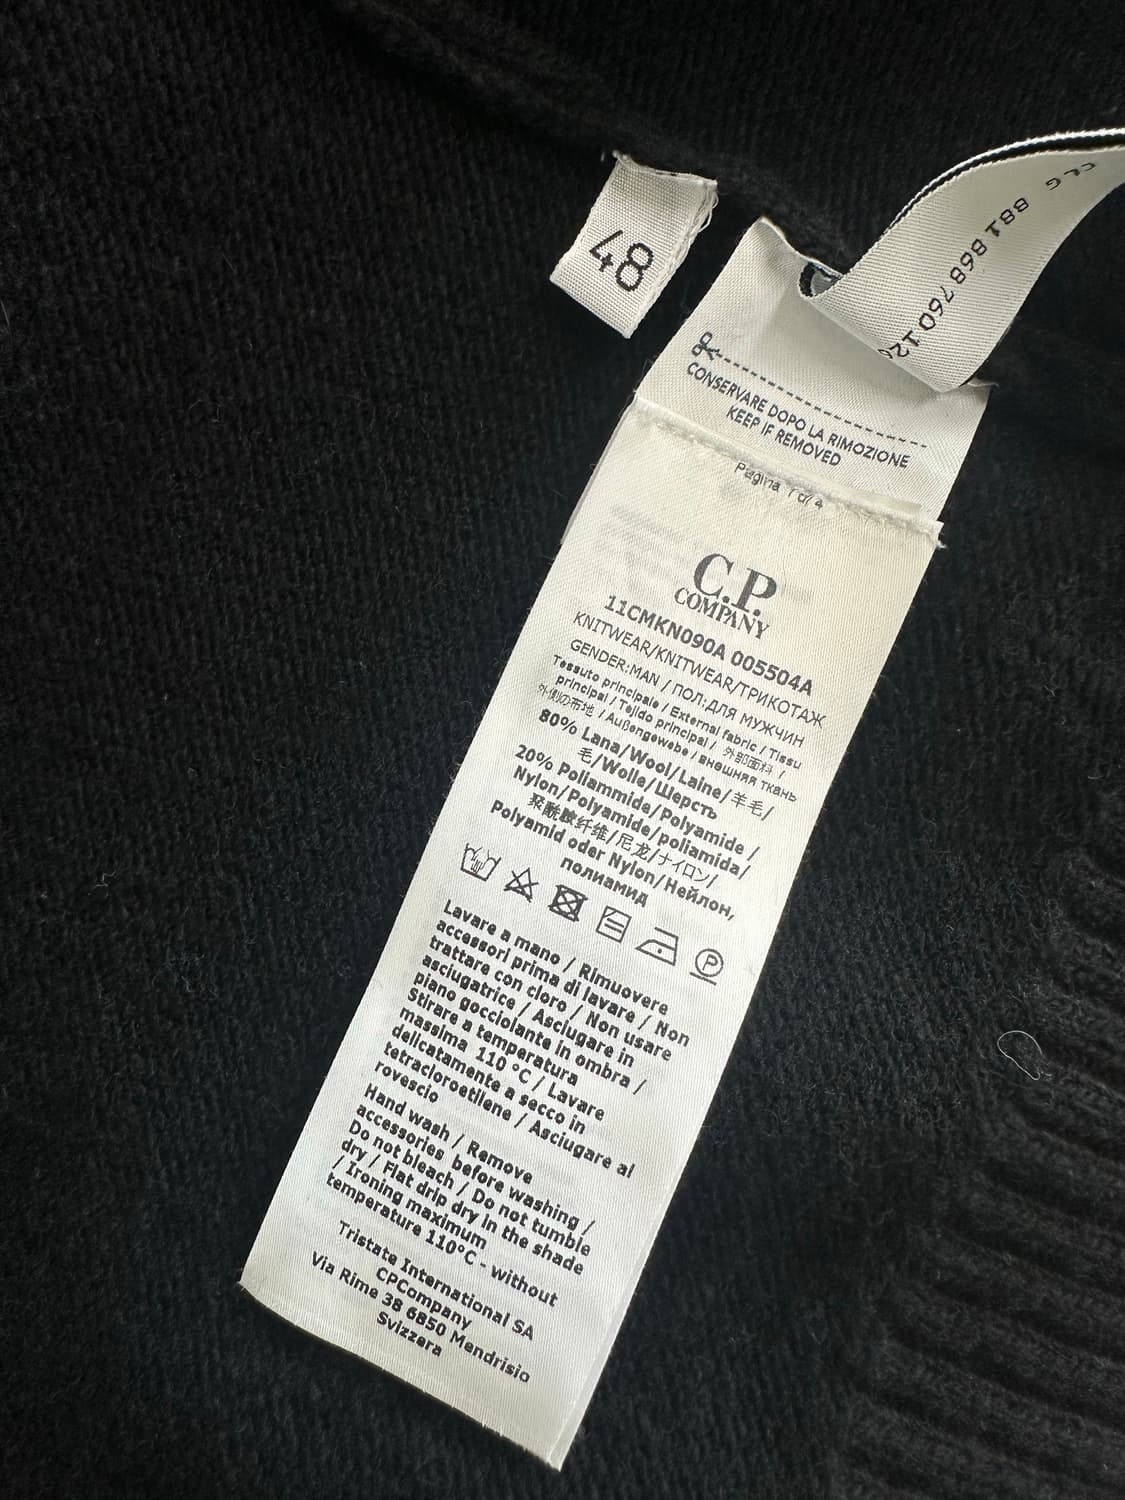 48
CLG 881868760 12
CONSERVARE DOPO LA RIMOZIONE
KEEP IF REMOVED
Pagina 1 di 4
C.P.
COMPANY
11CMKN090A 005504A
KNITWEAR/KNITWEAR/ТРИКОТАЖ
GENDER:MAN / ПОЛ:ДЛЯ МУЖЧИН
Tessuto principale / External fabric / Tissu
principal / Tejido principal / 外部面料 /
外側の布地 / Außengewebe / внешняя ткань
80% Lana/Wool/Laine/羊毛/
毛/Wolle/Шерсть
20% Poliammide/Polyamide /
Nylon/Polyamide/poliamida/
聚酰胺纤维/尼龙/ナイロン/
Polyamid oder Nylon/Нейлон,
полиамид
P
Lavare a mano / Rimuovere
accessori prima di lavare / Non
trattare con cloro / Non usare
asciugatrice / Asciugare in
piano gocciolante in ombra /
Stirare a temperatura
massima 110 °C / Lavare
delicatamente a secco in
tetracloroetilene / Asciugare al
rovescio
Hand wash / Remove
accessories before washing /
Do not bleach / Do not tumble
dry / Flat drip dry in the shade
/ Ironing maximum
temperature 110°C - without
Tristate International SA
CPCompany
Via Rime 38 6850 Mendrisio
Svizzera